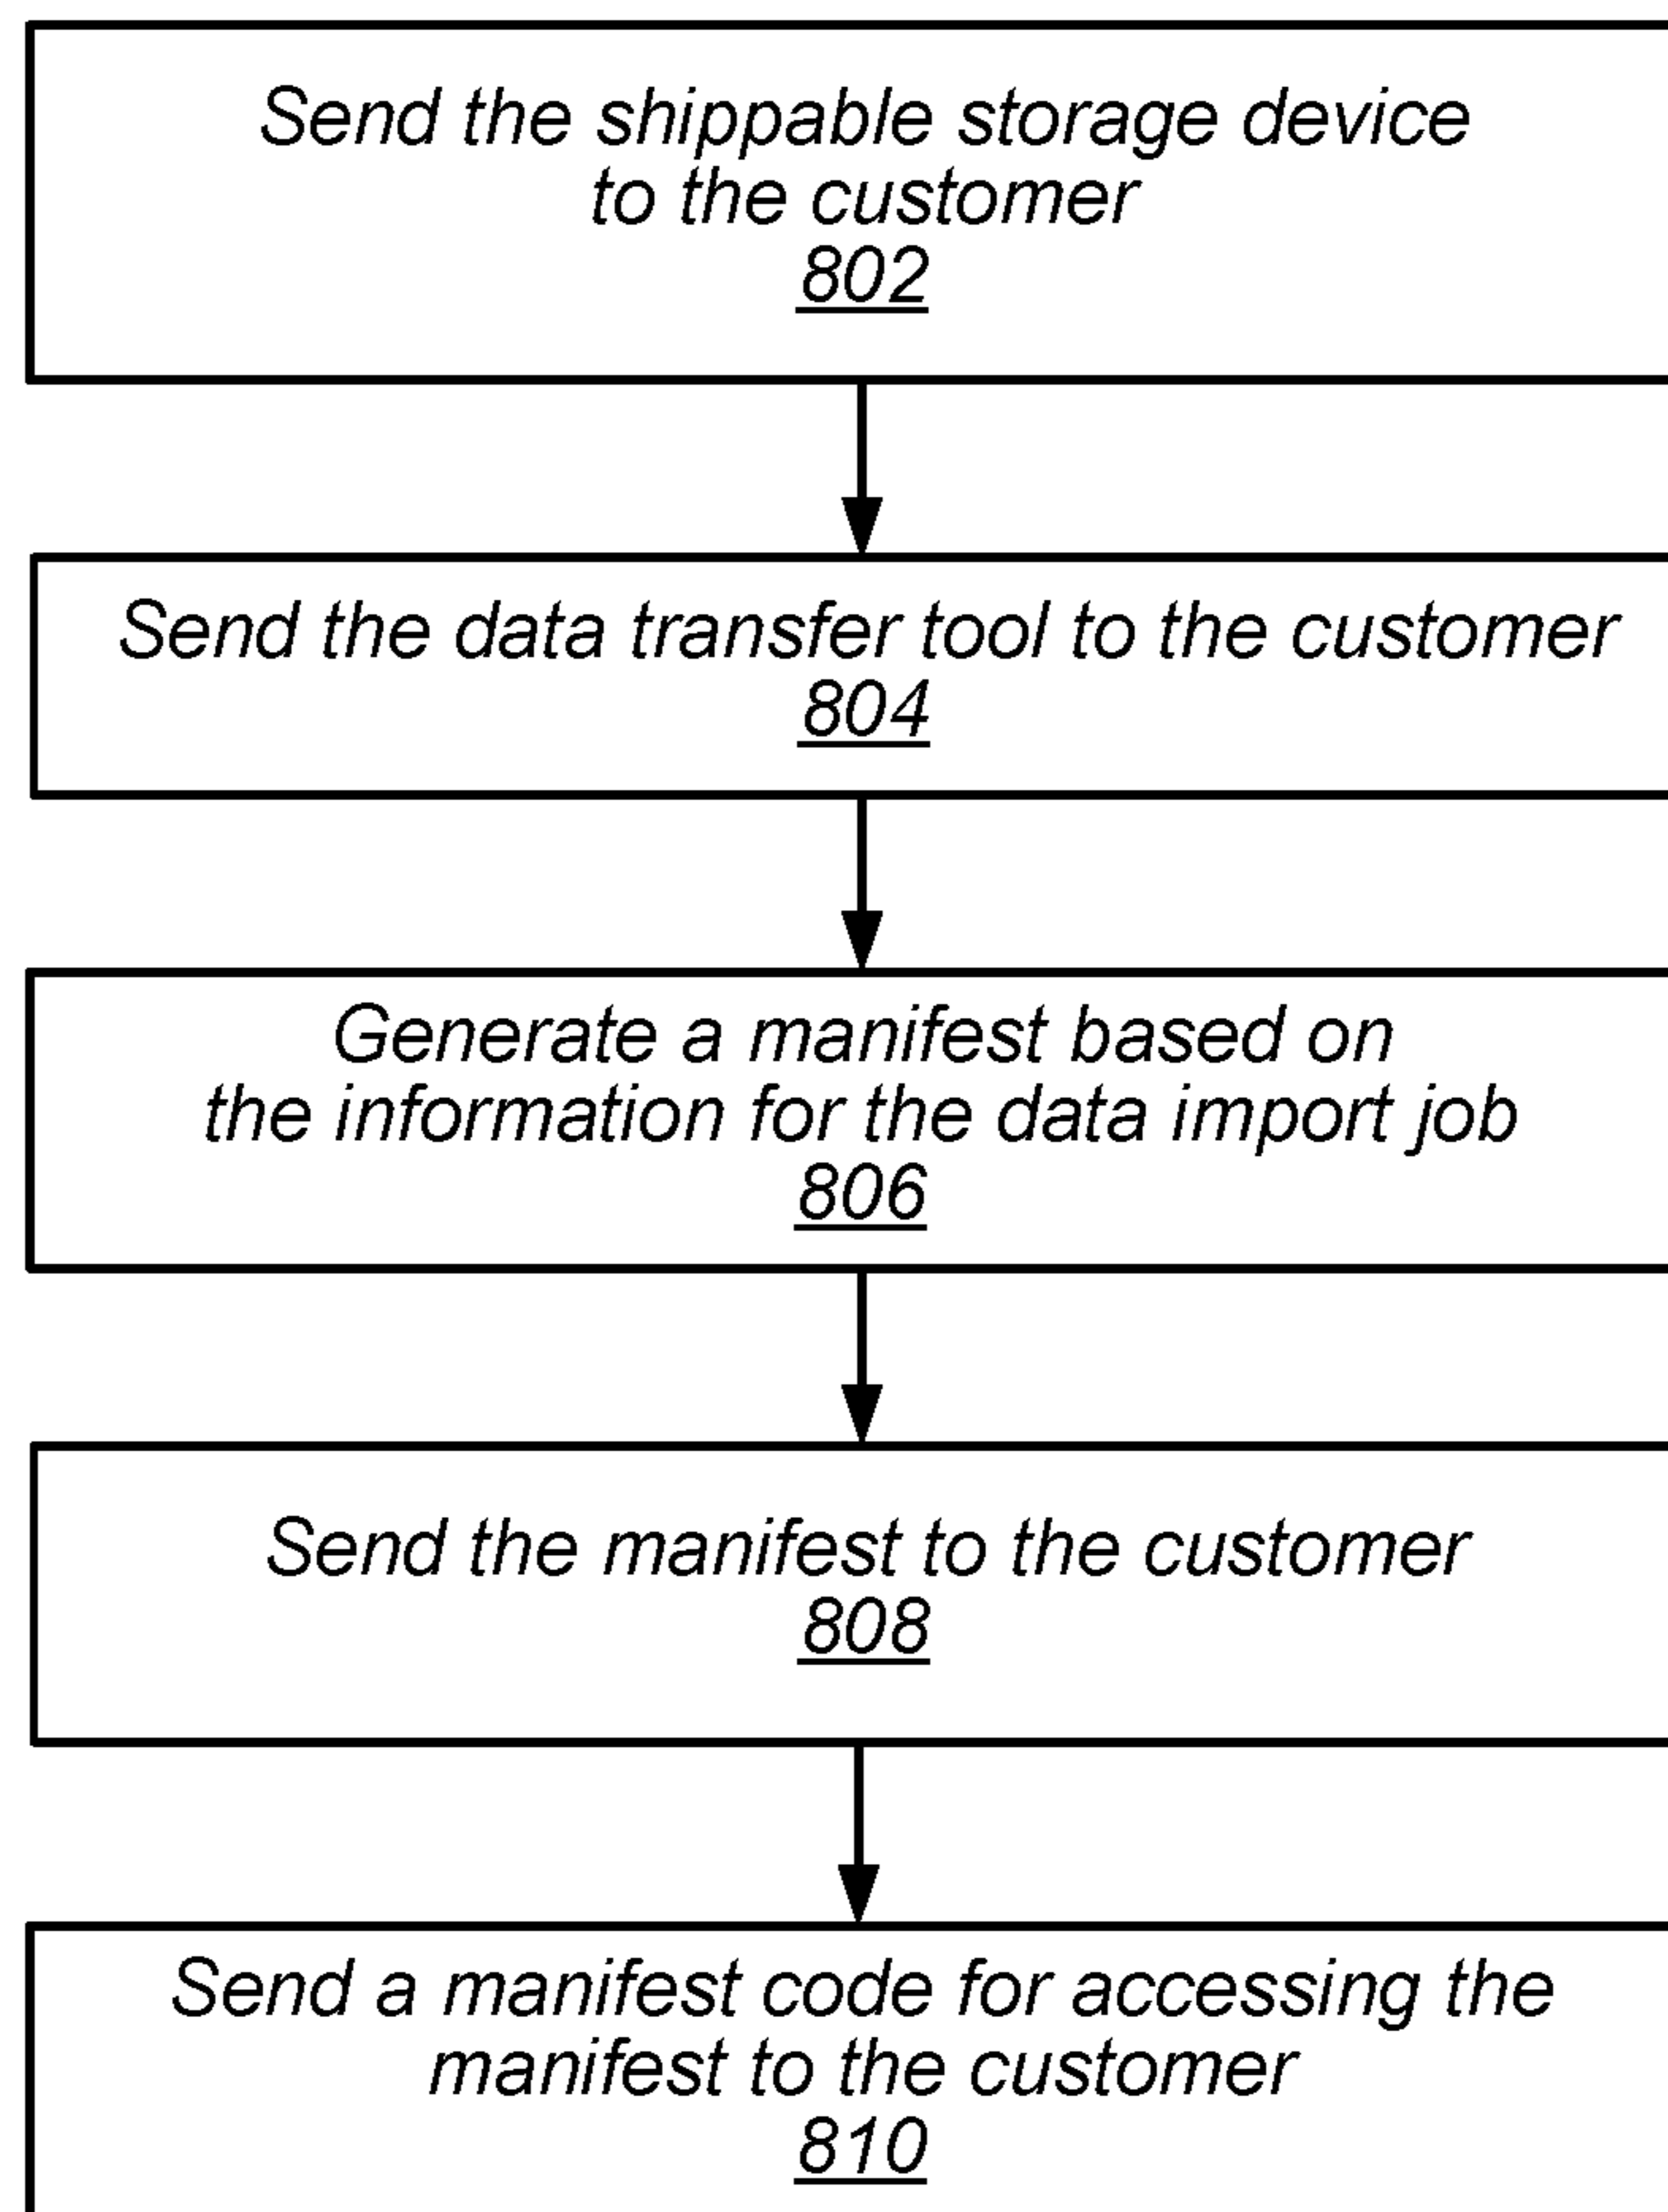 Send the shippable storage device
to the customer
802
Send the data transfer tool to the customer
804
Generate a manifest based on
the information for the data import job
806
Send the manifest to the customer
808
Send a manifest code for accessing the
manifest to the customer
810